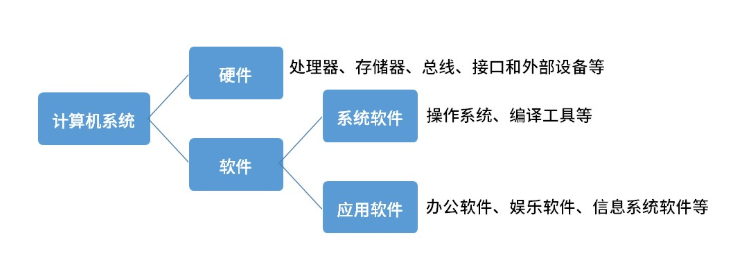 硬件
处理器、存储器、总线、接口和外部设备等
计算机系统
系统软件
操作系统、编译工具等
软件
应用软件
办公软件、娱乐软件、信息系统软件等